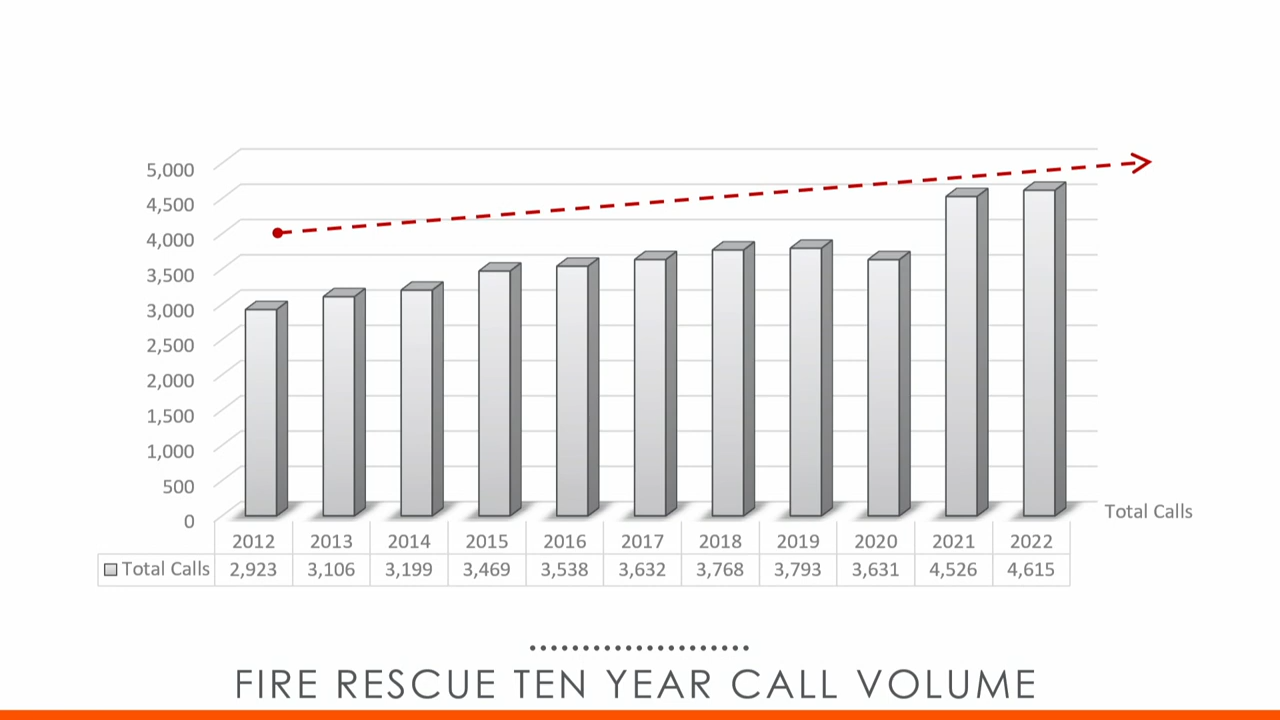 5,000
4,500
4,000
3,500
3,000
2,500
2,000
1,500
1,000
500
0
Total Calls
2012 2013 2014 2015 2016 2017 2018 2019 2020 2021 2022
Total Calls 2,923 3,106 3,199 3,469 3,538 3,632 3,768 3,793 3,631 4,526 4,615
FIRE RESCUE TEN YEAR CALL VOLUME